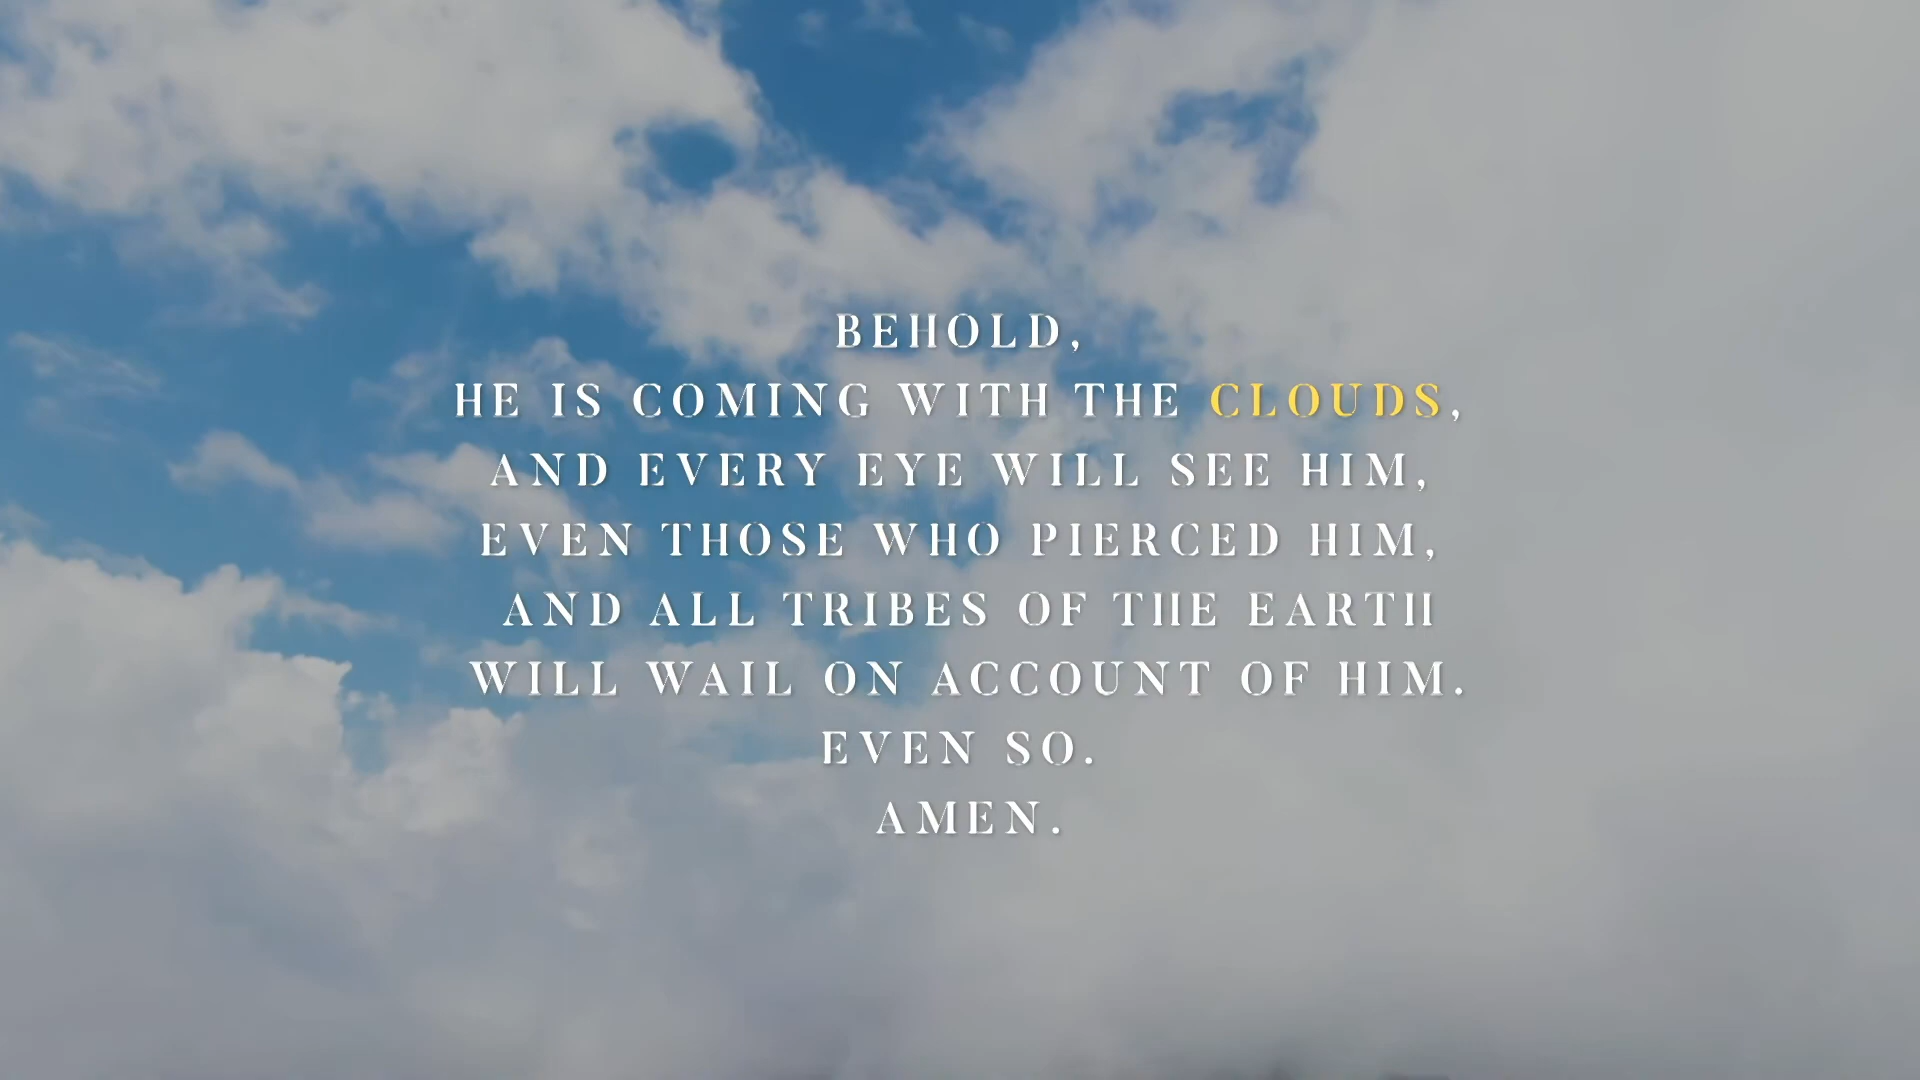 BEHOLD,
HE IS COMING WITH THE CLOUDS,
AND EVERY EYE WILL SEE HIM,
EVEN THOSE WHO PIERCED HIM,
AND ALL TRIBES OF THE EARTH
WILL WAIL ON ACCOUNT OF HIM.
EVEN SO.
AMEN.